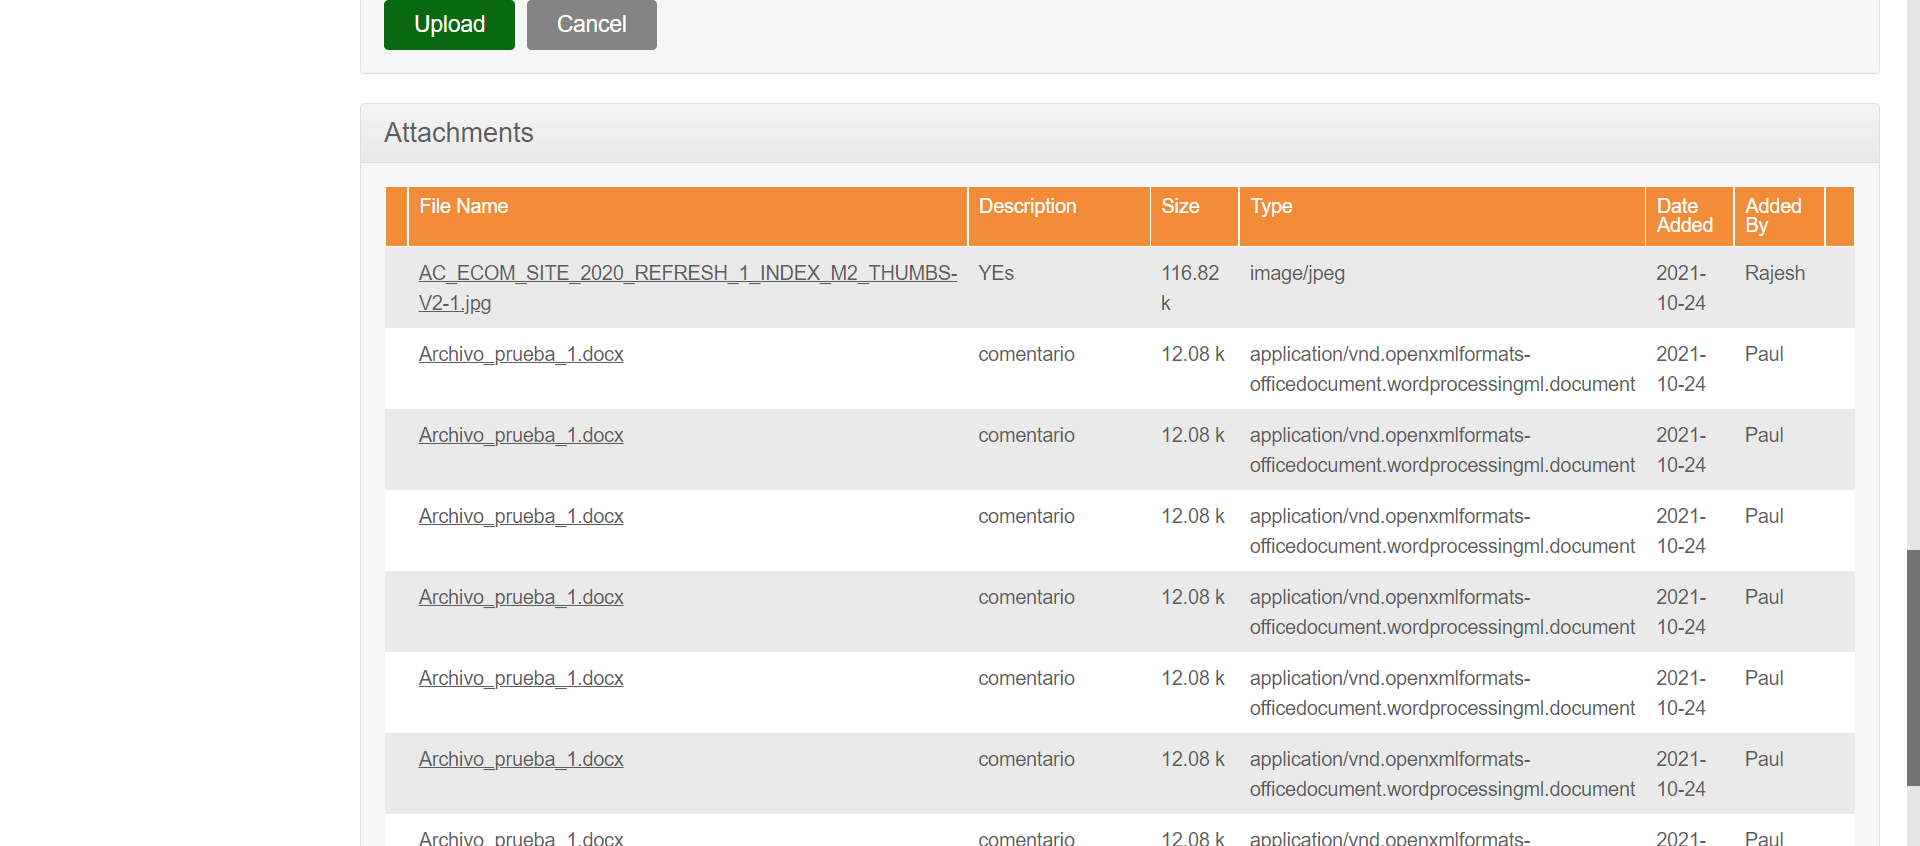 Upload Cancel
Attachments
File Name Description Size Type Date Added Added By
AC_ECOM_SITE_2020_REFRESH_1_INDEX_M2_THUMBS- YEs 116.82 image/jpeg 2021- Rajesh
V2-1.jpg k 10-24
Archivo_prueba_1.docx comentario 12.08 k application/vnd.openxmlformats- 2021- Paul
officedocument.wordprocessingml.document 10-24
Archivo_prueba_1.docx comentario 12.08 k application/vnd.openxmlformats- 2021- Paul
officedocument.wordprocessingml.document 10-24
Archivo_prueba_1.docx comentario 12.08 k application/vnd.openxmlformats- 2021- Paul
officedocument.wordprocessingml.document 10-24
Archivo_prueba_1.docx comentario 12.08 k application/vnd.openxmlformats- 2021- Paul
officedocument.wordprocessingml.document 10-24
Archivo_prueba_1.docx comentario 12.08 k application/vnd.openxmlformats- 2021- Paul
officedocument.wordprocessingml.document 10-24
Archivo_prueba_1.docx comentario 12.08 k application/vnd.openxmlformats- 2021- Paul
officedocument.wordprocessingml.document 10-24
Archivo_prueba_1.docx comentario 12.08 k application/vnd.openxmlformats- 2021- Paul